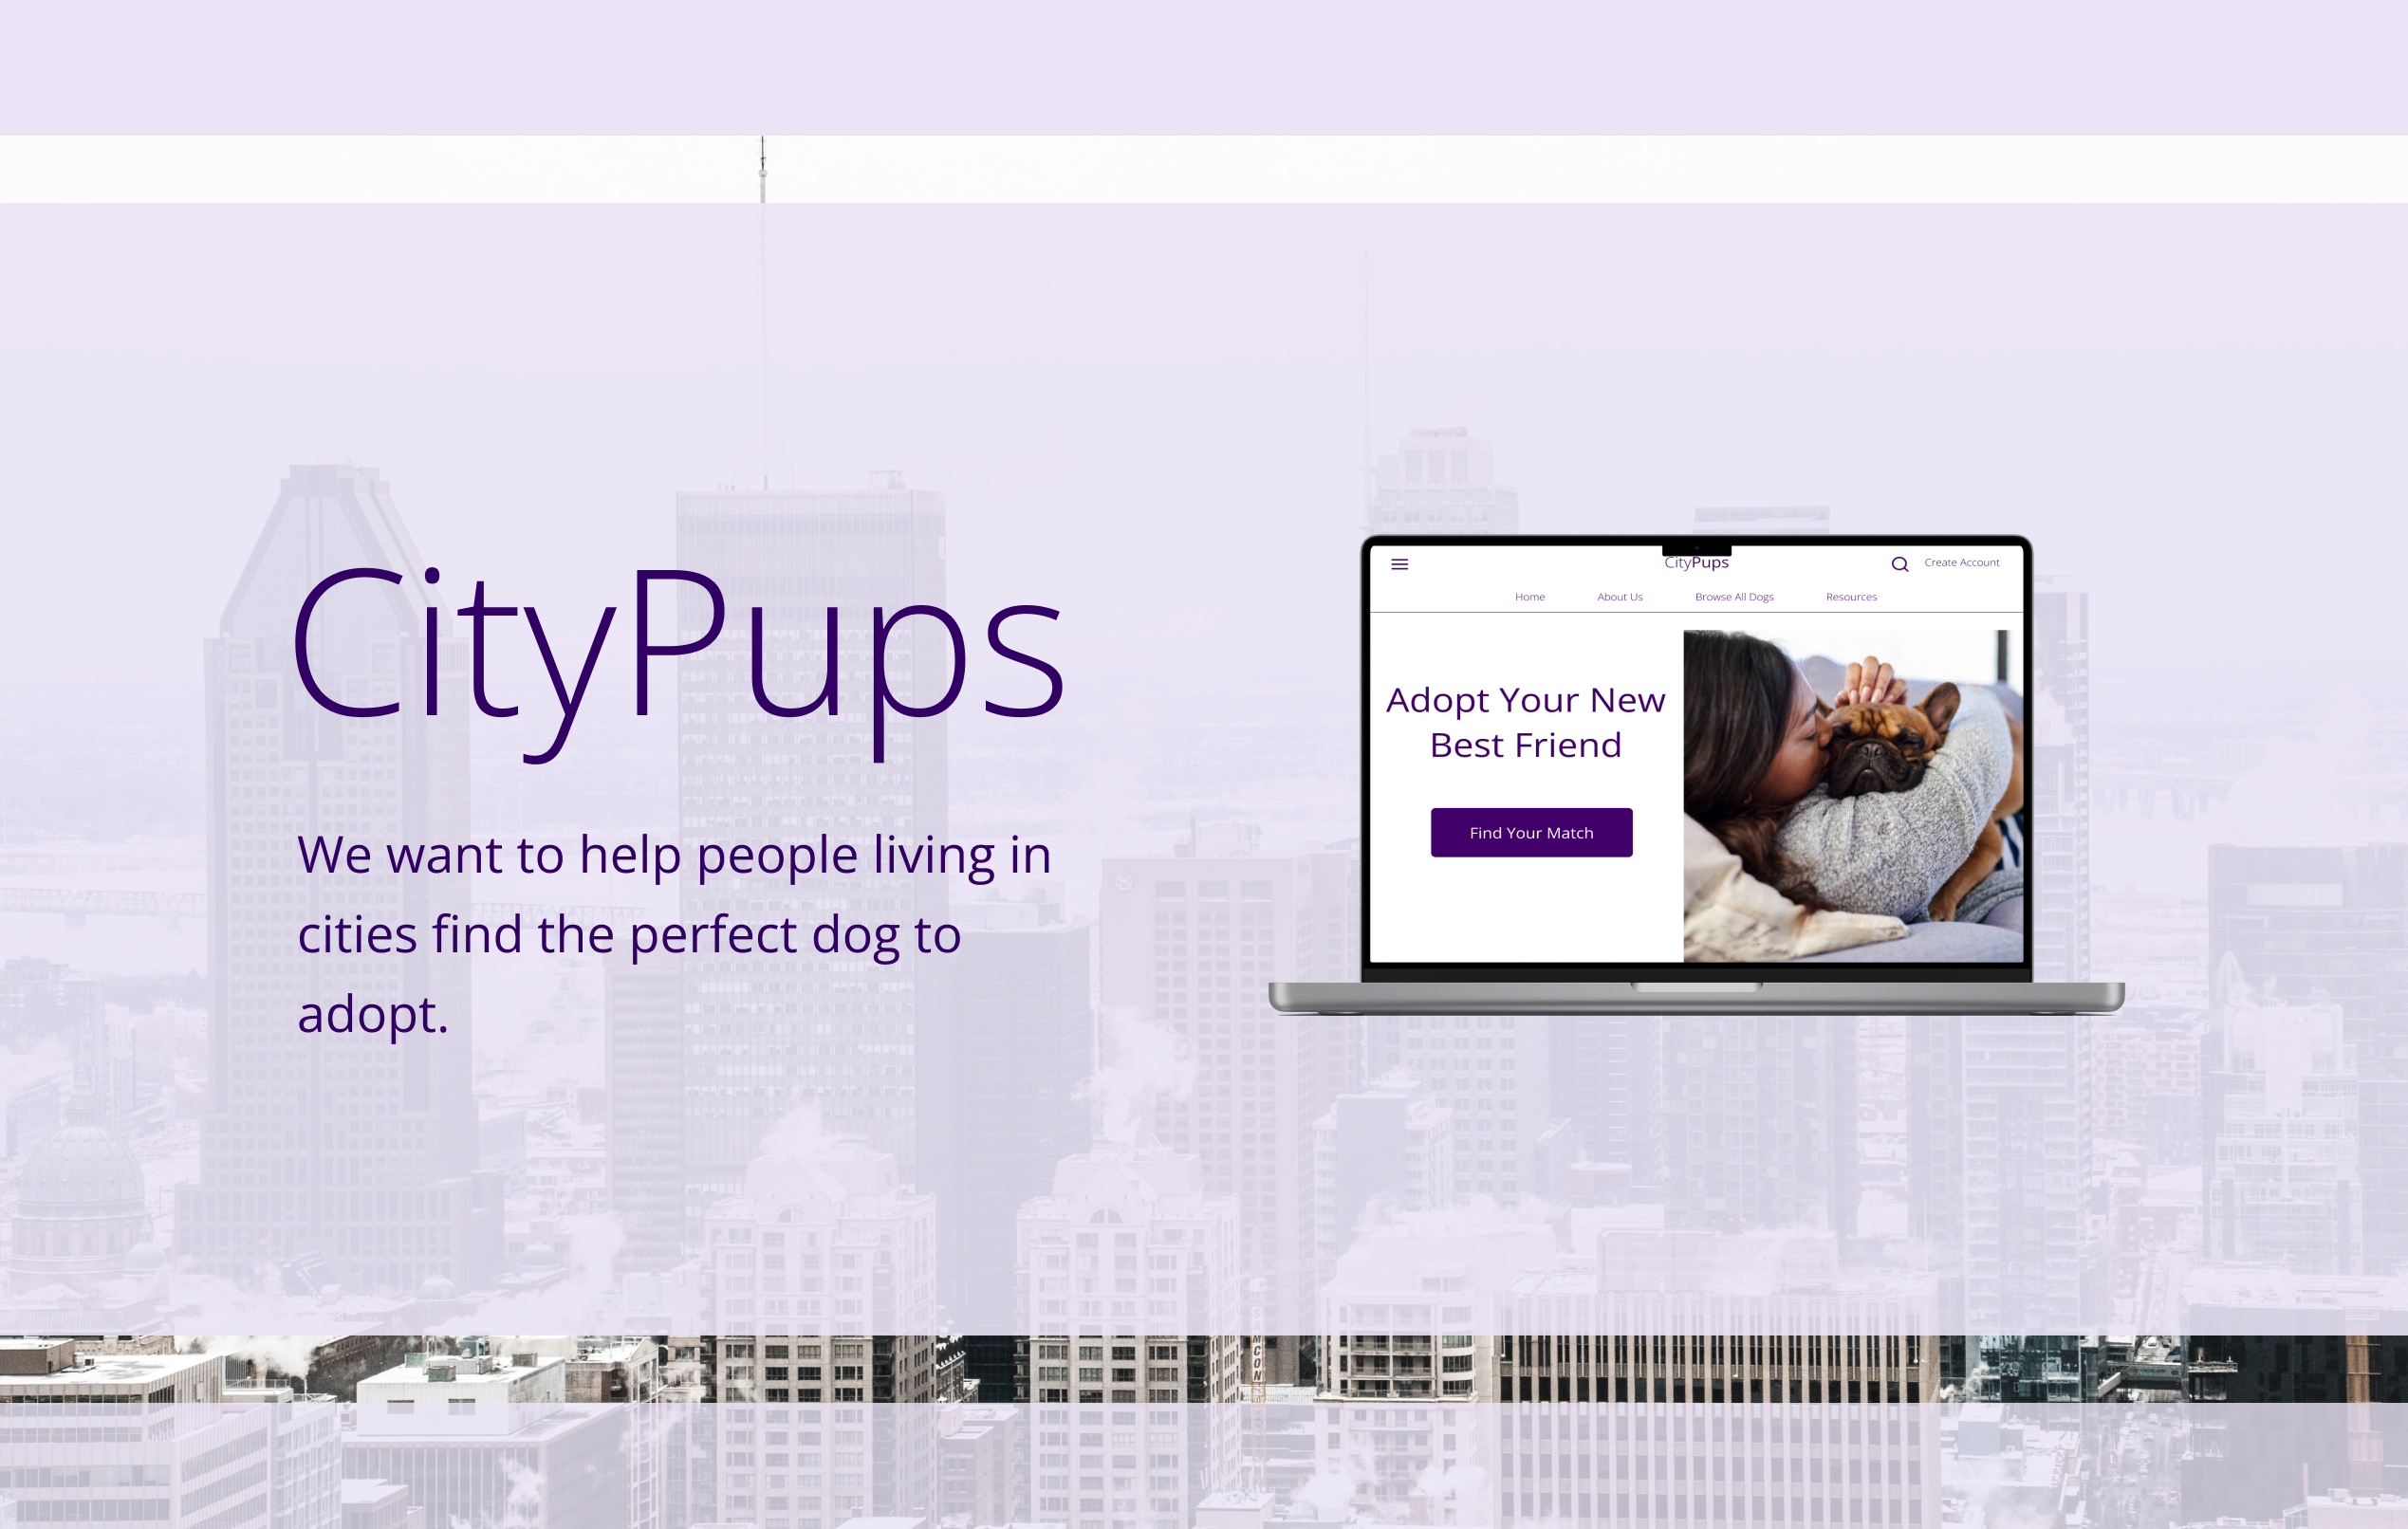 CityPups
We want to help people living in
cities find the perfect dog to
adopt.
CityPups
Create Account
Home
About Us
Browse All Dogs
Resources
Adopt Your New
Best Friend
Find Your Match